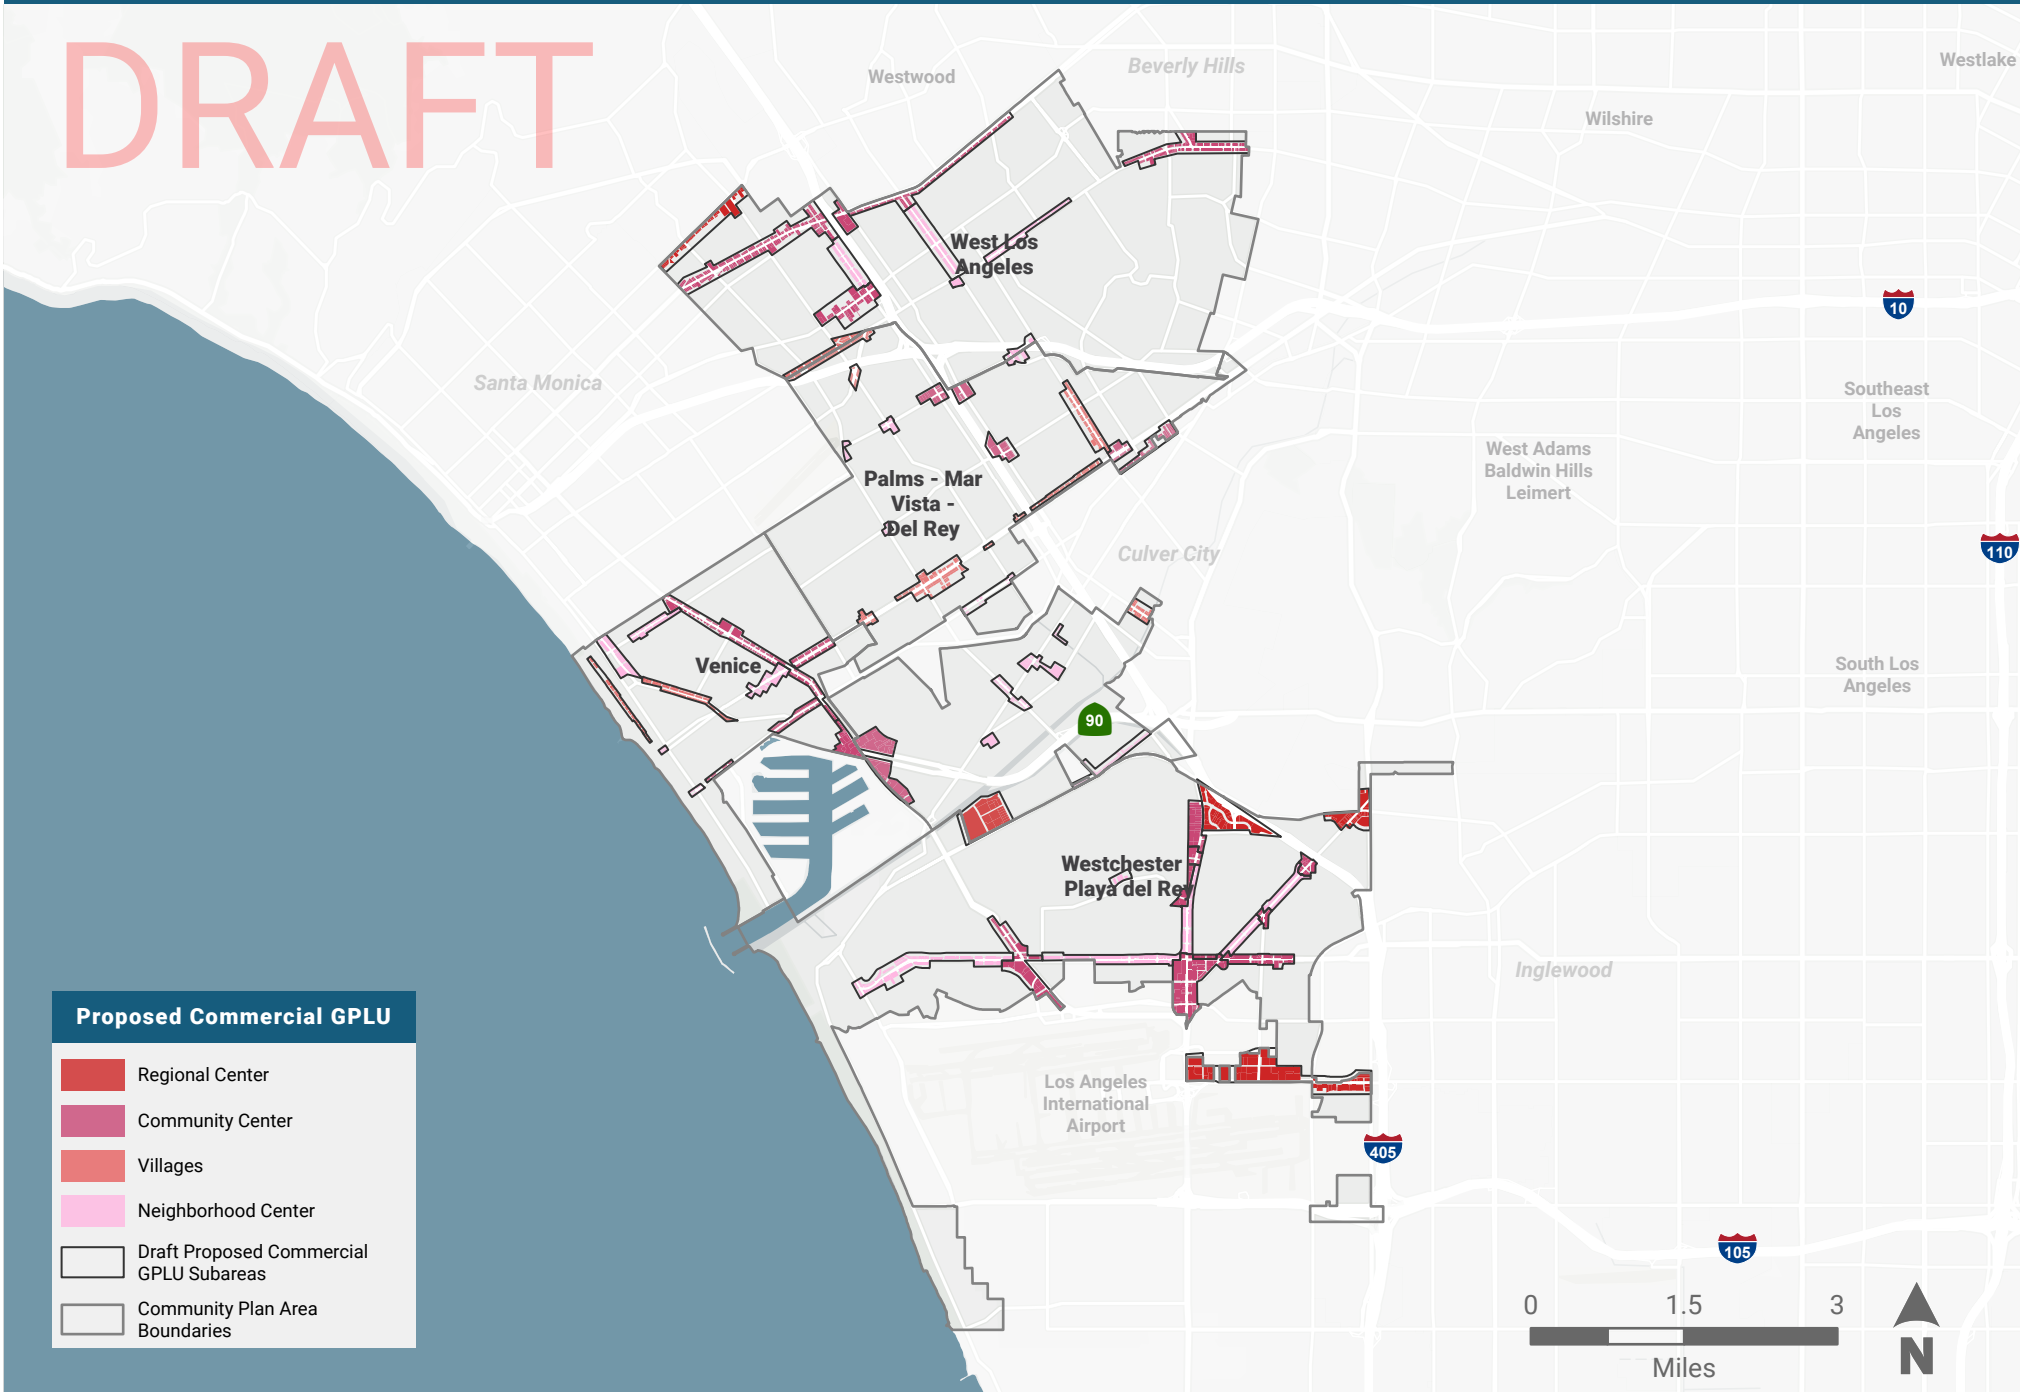 DRAFT
Westwood
Beverly Hills
Westlake
Wilshire
West Los
Angeles
10
Santa Monica
Southeast
Los
Angeles
West Adams
Baldwin Hills
Leimert
Palms - Mar
Vista -
Del Rey
Culver City
110
Venice
South Los
Angeles
90
Westchester
Playa del Rey
Inglewood
Los Angeles
International
Airport
405
105
Proposed Commercial GPLU
Regional Center
Community Center
Villages
Neighborhood Center
Draft Proposed Commercial
GPLU Subareas
Community Plan Area
Boundaries
0 1.5 3
Miles
N